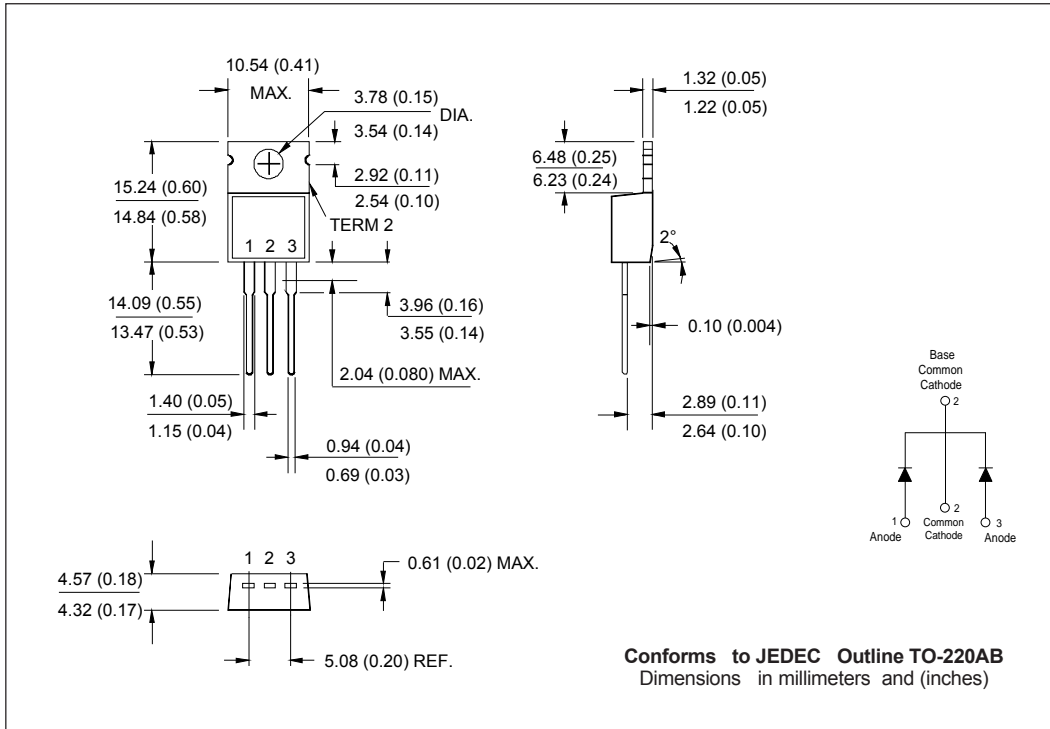 10.54 (0.41)
MAX.
3.78 (0.15)
3.54 (0.14)
DIA.
2.92 (0.11)
2.54 (0.10)
15.24 (0.60)
14.84 (0.58)
TERM 2
1 2 3
14.09 (0.55)
13.47 (0.53)
3.96 (0.16)
3.55 (0.14)
2.04 (0.080) MAX.
1.40 (0.05)
1.15 (0.04)
0.94 (0.04)
0.69 (0.03)
1.32 (0.05)
1.22 (0.05)
6.48 (0.25)
6.23 (0.24)
2°
0.10 (0.004)
2.89 (0.11)
2.64 (0.10)
Base
Common
Cathode
2
1
Anode
2
Common
Cathode
3
Anode
1 2 3
4.57 (0.18)
4.32 (0.17)
0.61 (0.02) MAX.
5.08 (0.20) REF.
Conforms to JEDEC Outline TO-220AB
Dimensions in millimeters and (inches)